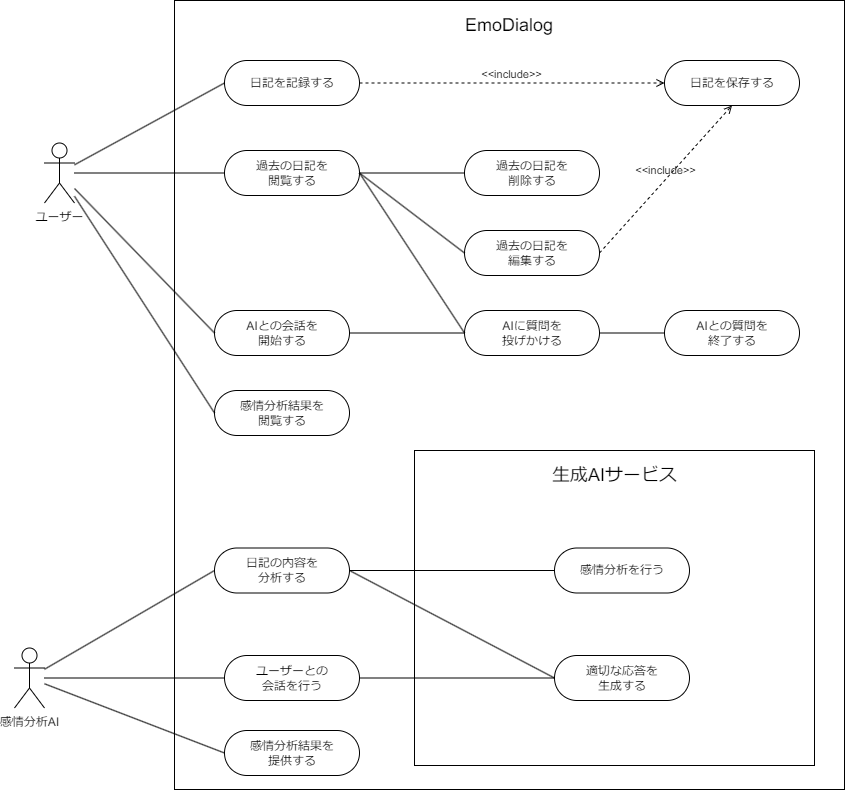 EmoDialog
日記を記録する
<<include>>
日記を保存する
過去の日記を
閲覧する
過去の日記を
削除する
<<include>>
ユーザー
過去の日記を
編集する
AIとの会話を
開始する
AIに質問を
投げかける
AIとの質問を
終了する
感情分析結果を
閲覧する
生成AIサービス
日記の内容を
分析する
感情分析を行う
ユーザーとの
会話を行う
適切な応答を
生成する
感情分析AI
感情分析結果を
提供する